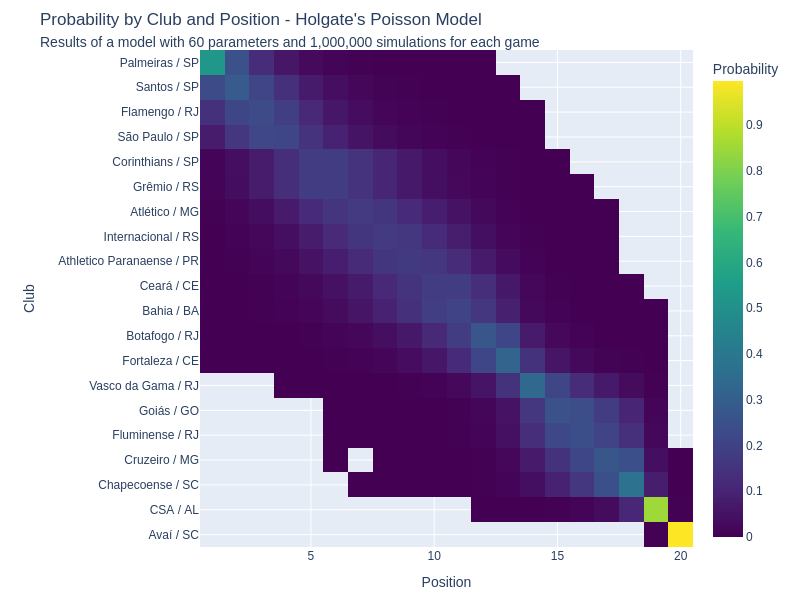 Probability by Club and Position - Holgate's Poisson Model
Results of a model with 60 parameters and 1,000,000 simulations for each game
Probability
Palmeiras / SP
Santos / SP
Flamengo / RJ
São Paulo / SP
Corinthians / SP
Grêmio / RS
Atlético / MG
Internacional / RS
Athletico Paranaense / PR
Ceará / CE
Bahia / BA
Botafogo / RJ
Fortaleza / CE
Vasco da Gama / RJ
Goiás / GO
Fluminense / RJ
Cruzeiro / MG
Chapecoense / SC
CSA / AL
Avaí / SC
Club
5
10
15
20
Position
0.9
0.8
0.7
0.6
0.5
0.4
0.3
0.2
0.1
0